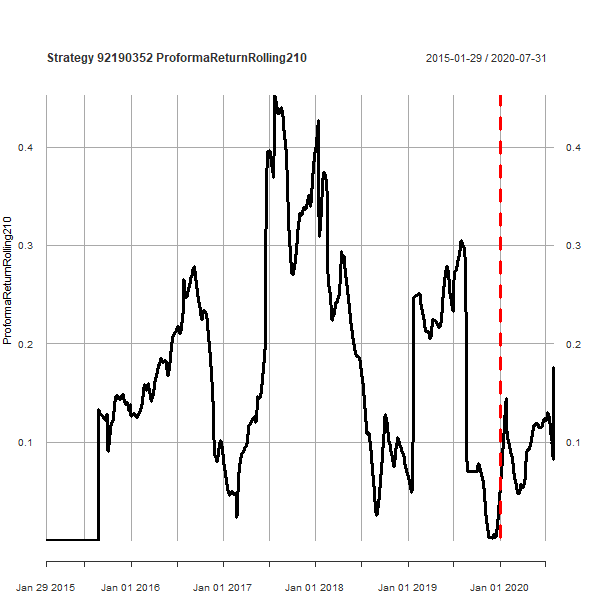 Strategy 92190352 ProformaReturnRolling210
2015-01-29 / 2020-07-31
ProformaReturnRolling210
0.4
0.3
0.2
0.1
0.4
0.3
0.2
0.1
Jan 29 2015
Jan 01 2016
Jan 01 2017
Jan 01 2018
Jan 01 2019
Jan 01 2020